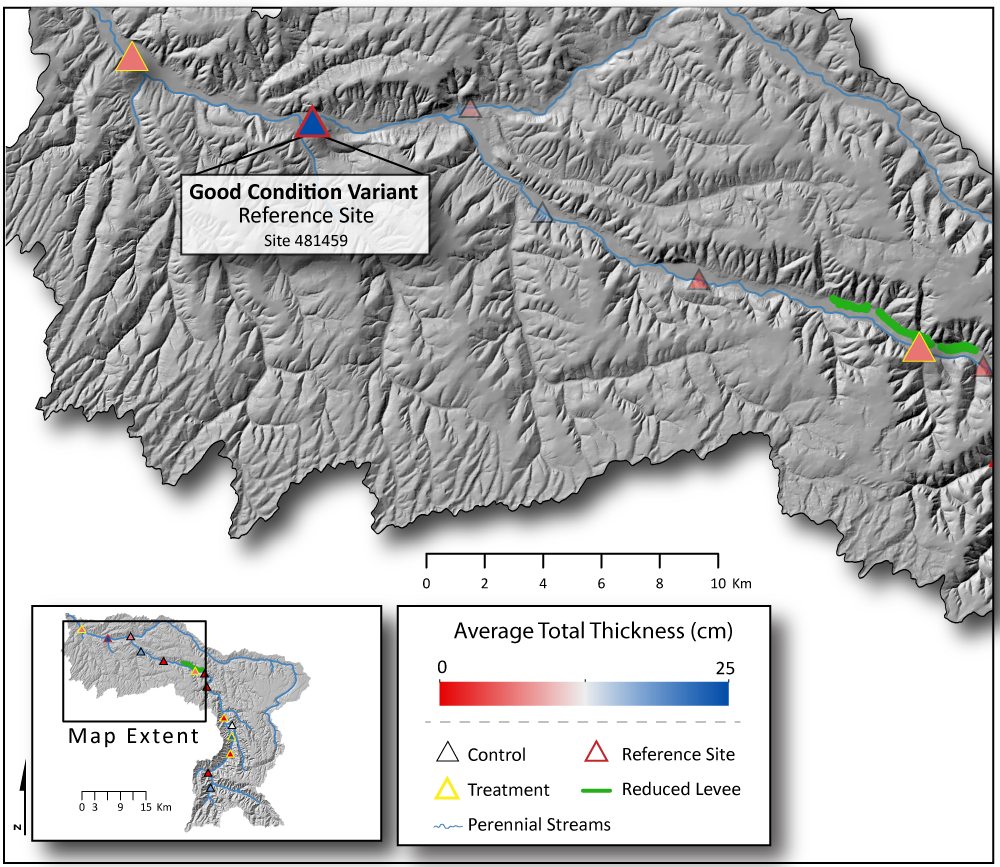 Good Condition Variant
Reference Site
Site 481459
0 2 4 6 8 10 Km
Map Extent
0 3 9 15 Km
N
Average Total Thickness (cm)
0 25
Control
Reference Site
Treatment
Reduced Levee
Perennial Streams